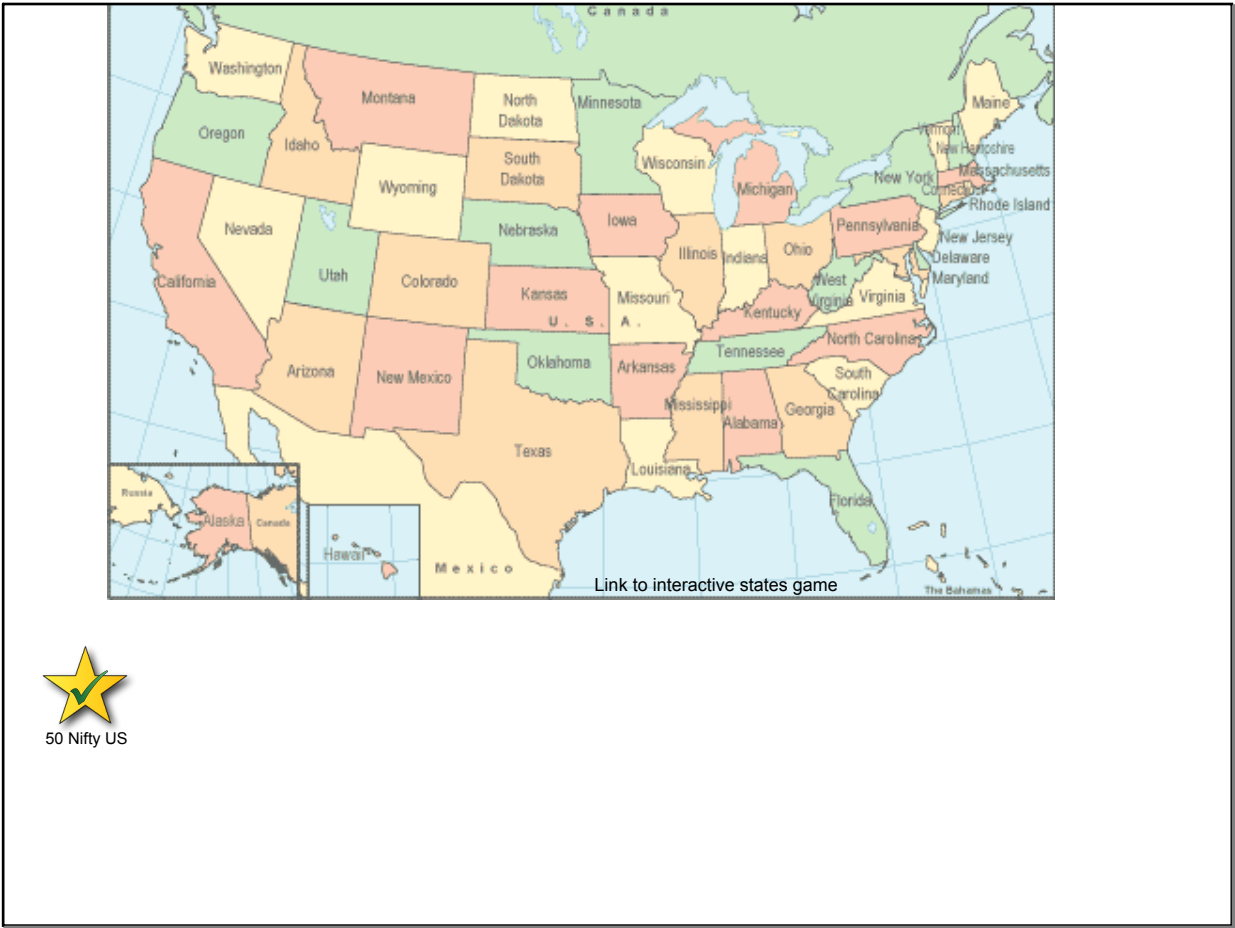 Canada
Washington
Montana
North
Dakota
Minnesota
Maine
Oregon
Idaho
Vermont
New Hampshire
South
Dakota
Wisconsin
Massachusetts
Wyoming
Michigan
New York
Connecticut
Rhode Island
Iowa
Pennsylvania
Nevada
Nebraska
New Jersey
Illinois
Indiana
Ohio
Delaware
Utah
Colorado
West
Virginia
Maryland
California
Kansas
Missouri
Virginia
Kentucky
U. S. A.
North Carolina
Oklahoma
Tennessee
Arizona
New Mexico
Arkansas
South
Carolina
Mississippi
Georgia
Alabama
Texas
Louisiana
Russia
Florida
Alaska
Canada
Hawaii
Mexico
Link to interactive states game
The Bahamas
50 Nifty US